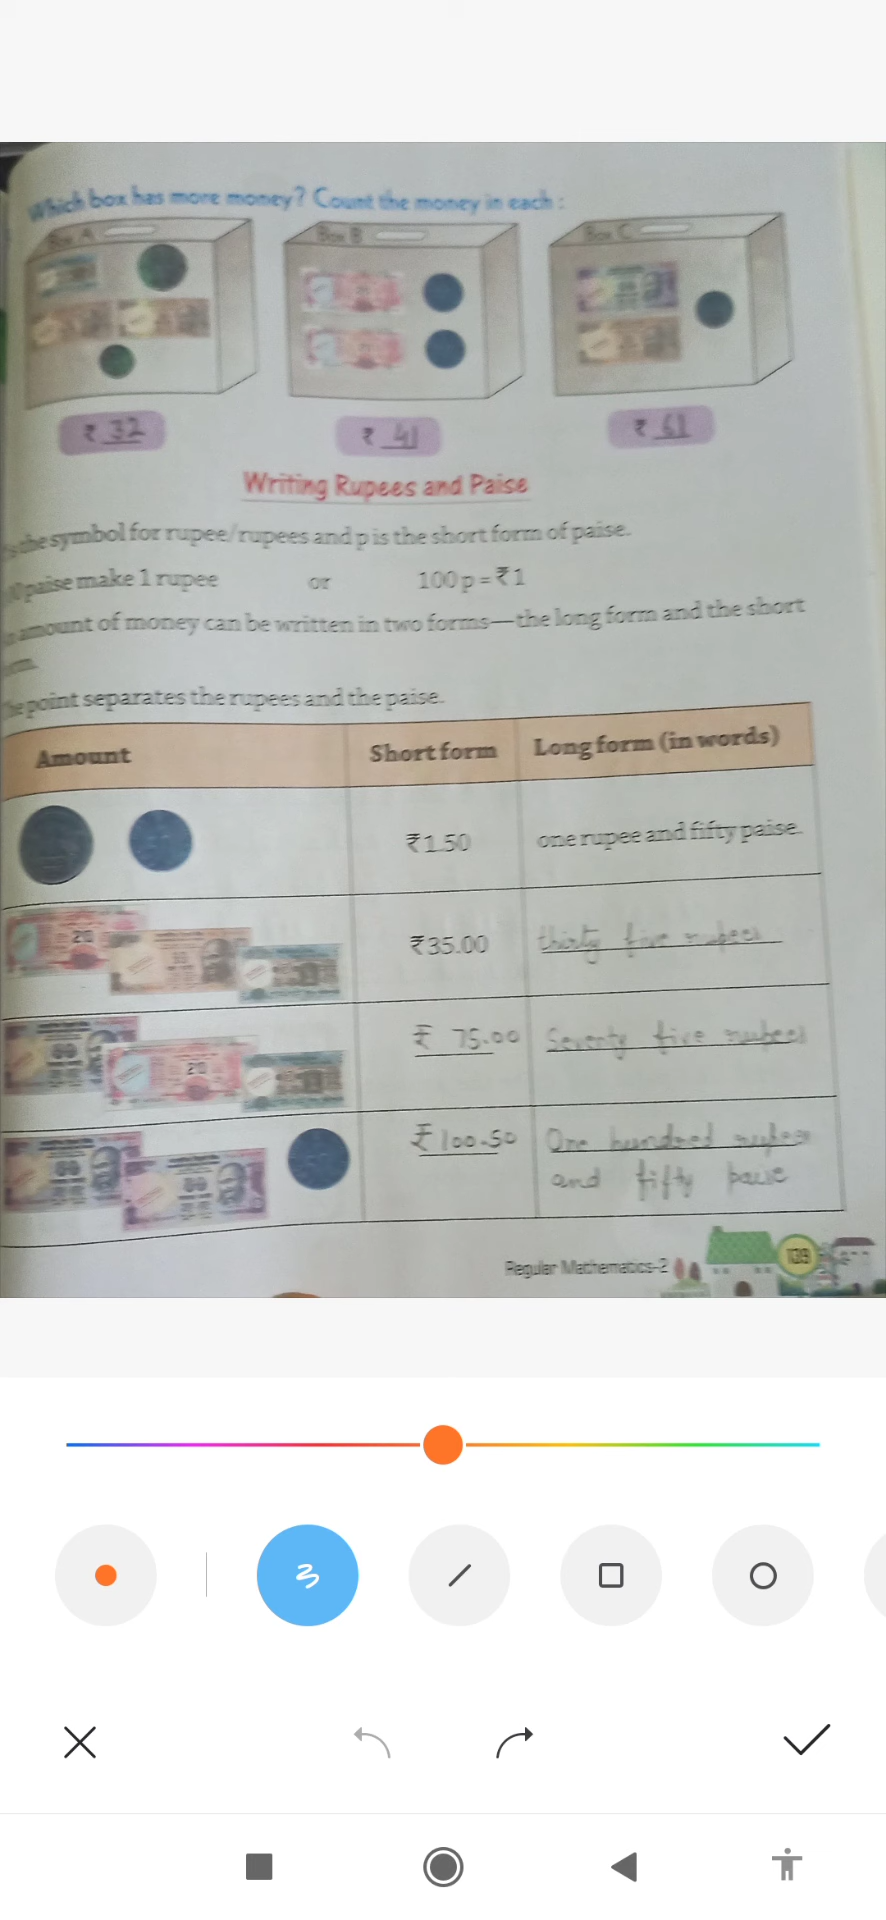 Which box has more money? Count the money in each :
Box A Box B Box C
₹ 32 ₹ 41 ₹ 61
Writing Rupees and Paise
the symbol for rupee/rupees and p is the short form of paise.
paise make 1 rupee or 100 p = ₹ 1
amount of money can be written in two forms—the long form and the short
point separates the rupees and the paise.
Amount Short form Long form (in words)
₹ 1.50 one rupee and fifty paise.
20 10 ₹ 35.00 thirty five rupees
20 ₹ 75.00 Seventy five rupees
₹ 100.50 One hundred rupees
and fifty paise
Regular Mathematics-2 139